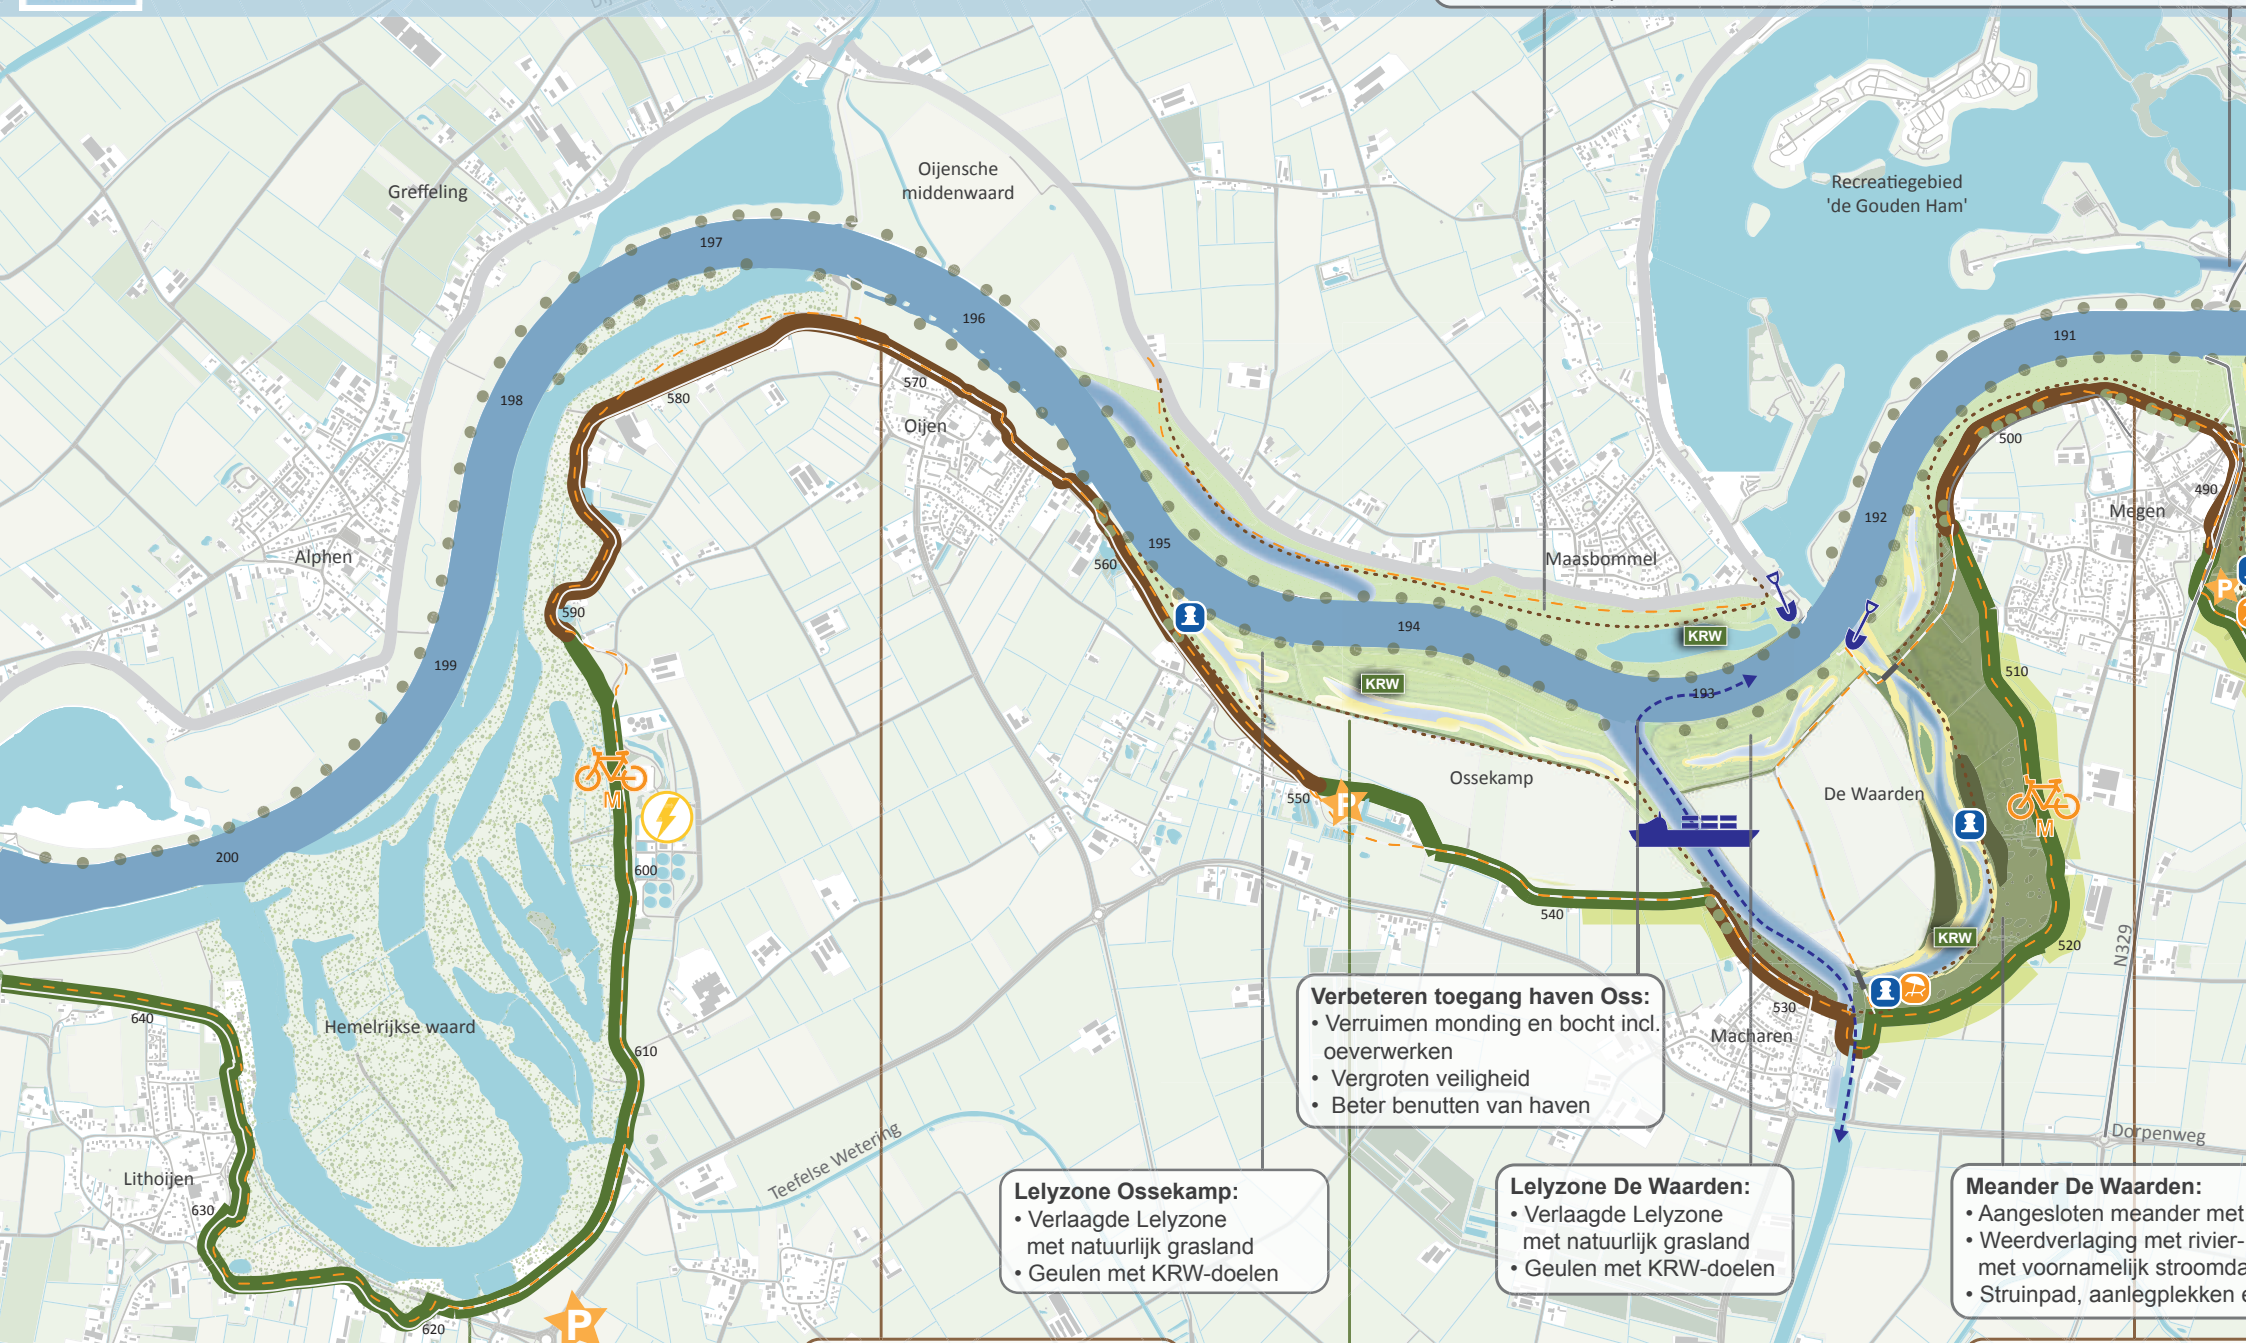 Oijensche
middenwaard
Greffeling
Recreatiegebied
'de Gouden Ham'
197
196
191
198
580
570
Oijen
500
490
Megen
192
Alphen
195
560
Maasbommel
590
194
KRW
199
KRW
193
510
Ossekamp
De Waarden
550
P
M
M
200
600
540
KRW
520
N329
P
530
Macharen
Verbeteren toegang haven Oss:
• Verruimen monding en bocht incl.
oeverwerken
• Vergroten veiligheid
• Beter benutten van haven
640
Hemelrijkse waard
610
Teefelse Wetering
Dorpenweg
Lithoijen
630
620
P
Lelyzone Ossekamp:
• Verlaagde Lelyzone
met natuurlijk grasland
• Geulen met KRW-doelen
Lelyzone De Waarden:
• Verlaagde Lelyzone
met natuurlijk grasland
• Geulen met KRW-doelen
Meander De Waarden:
• Aangesloten meander met
• Weerdverlaging met rivier-
met voornamelijk stroomda
• Struinpad, aanlegplekken e